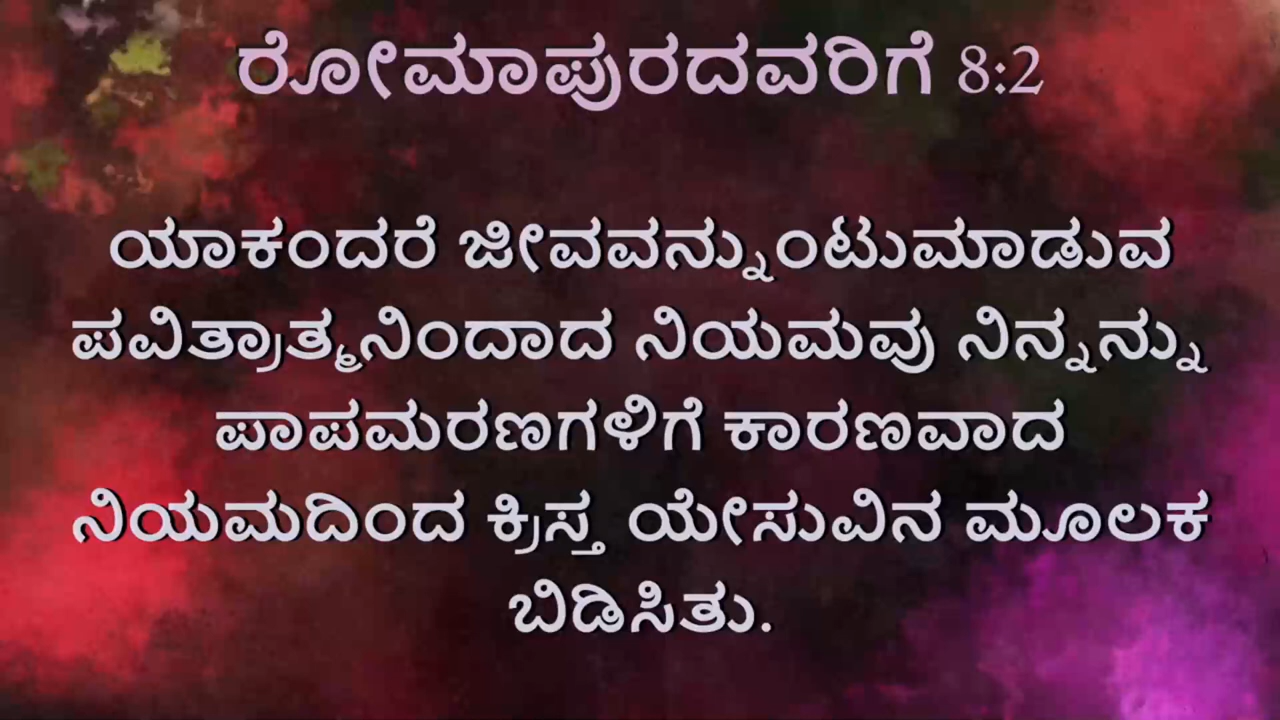 ರೋಮಾಪುರದವರಿಗೆ 8:2
ಯಾಕಂದರೆ ಜೀವವನ್ನುಂಟುಮಾಡುವ
ಪವಿತ್ರಾತ್ಮನಿಂದಾದ ನಿಯಮವು ನಿನ್ನನ್ನು
ಪಾಪಮರಣಗಳಿಗೆ ಕಾರಣವಾದ
ನಿಯಮದಿಂದ ಕ್ರಿಸ್ತ ಯೇಸುವಿನ ಮೂಲಕ
ಬಿಡಿಸಿತು.